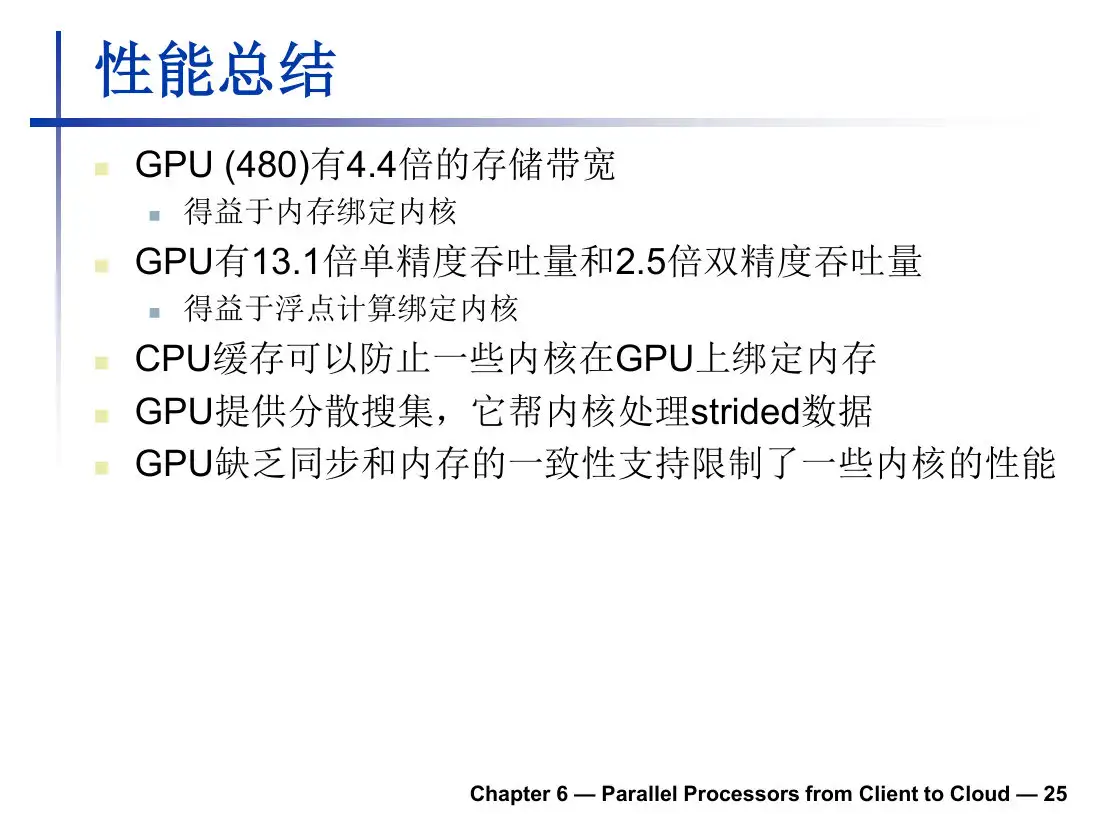 性能总结
GPU (480)有4.4倍的存储带宽
得益于内存绑定内核
GPU有13.1倍单精度吞吐量和2.5倍双精度吞吐量
得益于浮点计算绑定内核
CPU缓存可以防止一些内核在GPU上绑定内存
GPU提供分散搜集，它帮内核处理strided数据
GPU缺乏同步和内存的一致性支持限制了一些内核的性能
Chapter 6 — Parallel Processors from Client to Cloud — 25